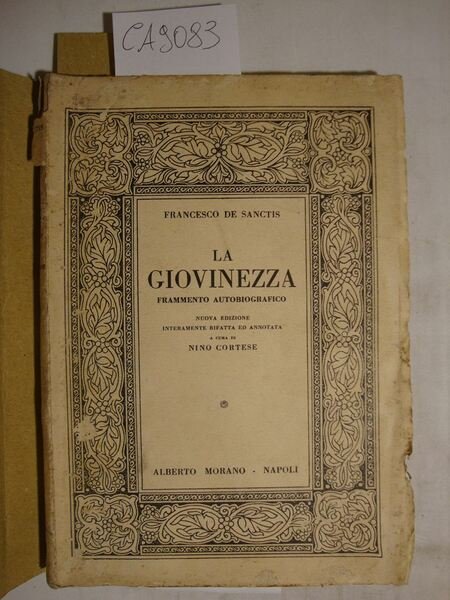 CA9083
FRANCESCO DE SANCTIS
LA
GIOVINEZZA
FRAMMENTO AUTOBIOGRAFICO
NUOVA EDIZIONE
INTERAMENTE RIFATTA ED ANNOTATA
A CURA DI
NINO CORTESE
ALBERTO MORANO - NAPOLI